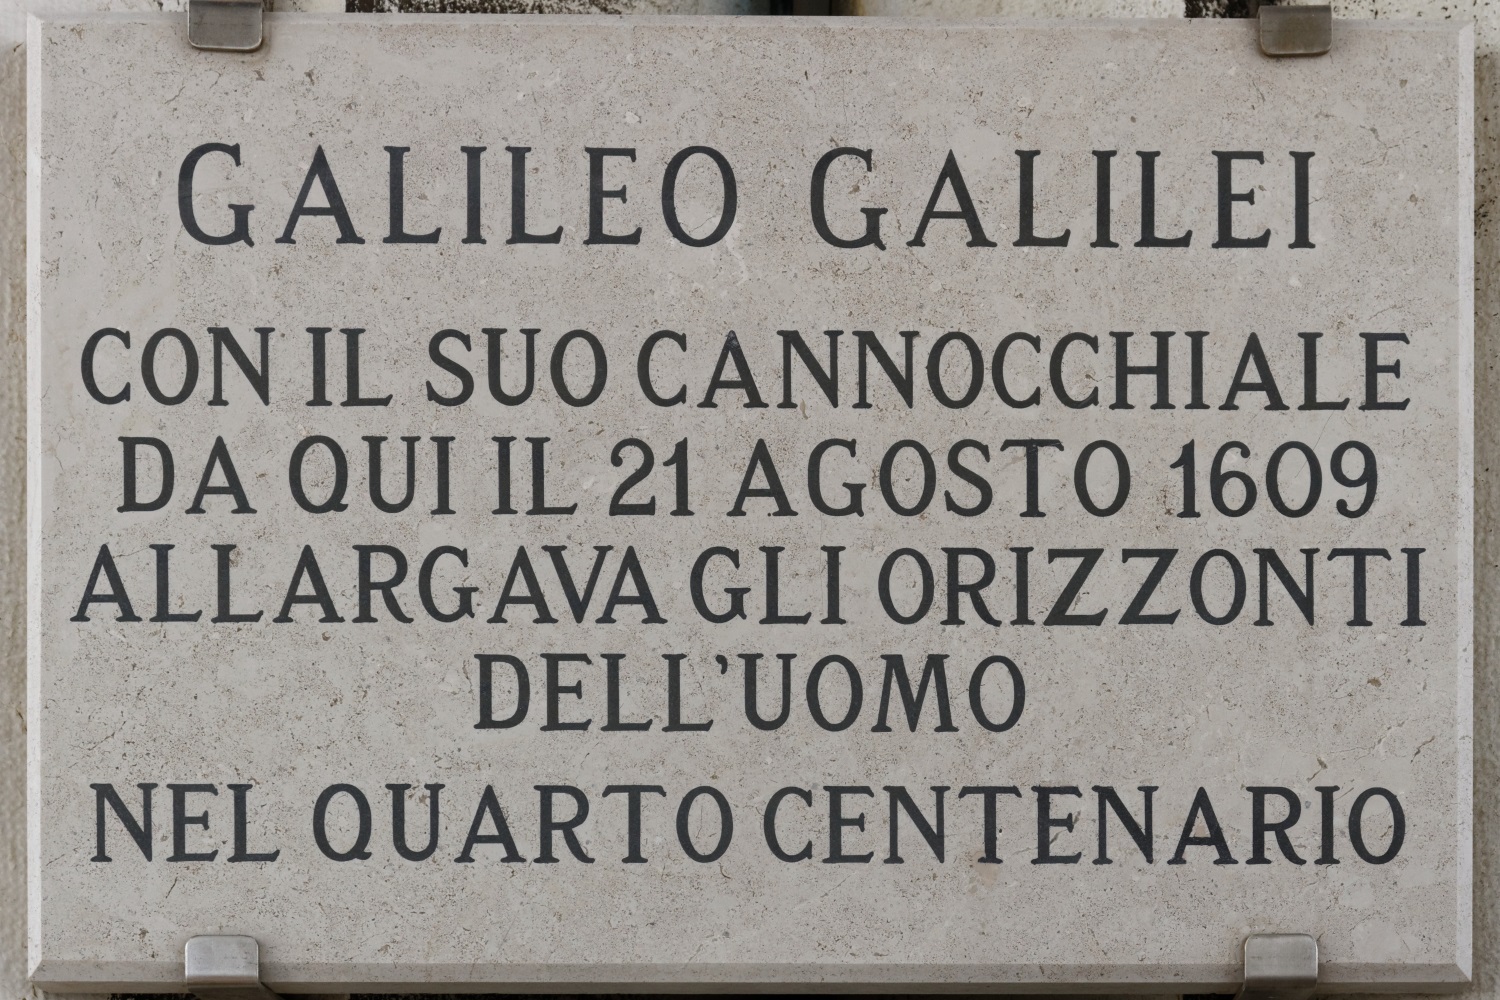 GALILEO GALILEI
CON IL SUO CANNOCCHIALE
DA QUI IL 21 AGOSTO 1609
ALLARGAVA GLI ORIZZONTI
DELL'UOMO
NEL QUARTO CENTENARIO